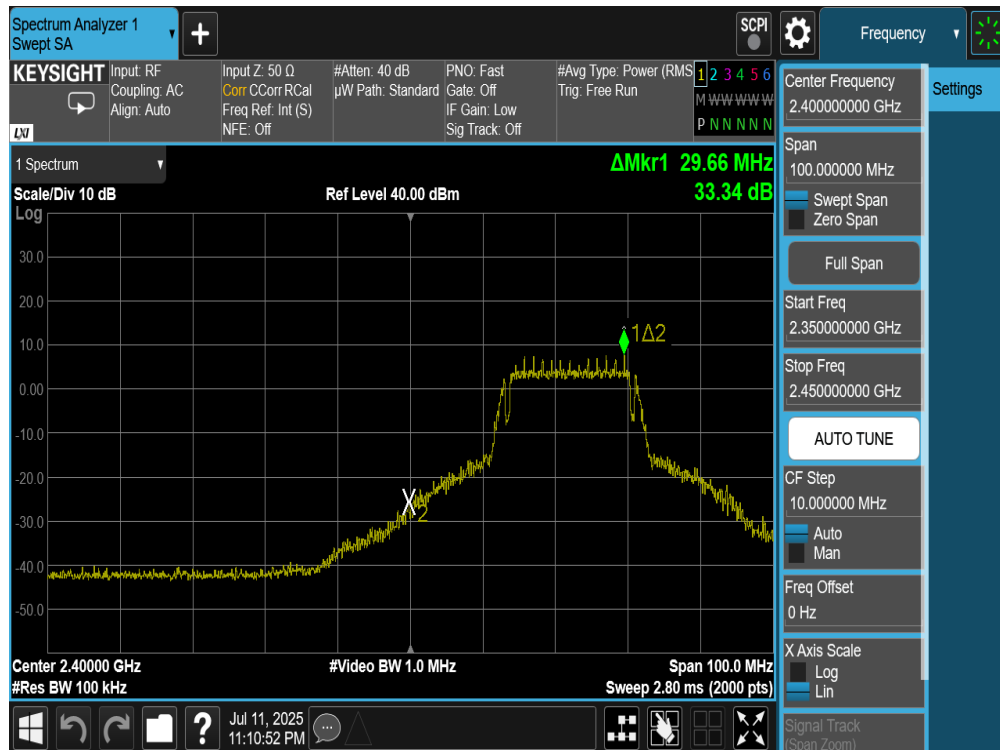 Spectrum Analyzer 1
Swept SA
+
SCPI
Frequency
KEYSIGHT
LXI
Input: RF
Coupling: AC
Align: Auto
Input Z: 50 Ω
Corr CCorr RCal
Freq Ref: Int (S)
NFE: Off
#Atten: 40 dB
µW Path: Standard
PNO: Fast
Gate: Off
IF Gain: Low
Sig Track: Off
#Avg Type: Power (RMS
Trig: Free Run
1 2 3 4 5 6
M W W W W W
P N N N N N
1 Spectrum
Scale/Div 10 dB
Log
Ref Level 40.00 dBm
ΔMkr1 29.66 MHz
33.34 dB
30.0
20.0
10.0
0.00
-10.0
-20.0
-30.0
-40.0
-50.0
1Δ2
X2
Center 2.40000 GHz
#Res BW 100 kHz
#Video BW 1.0 MHz
Span 100.0 MHz
Sweep 2.80 ms (2000 pts)
Center Frequency
2.400000000 GHz
Span
100.000000 MHz
Swept Span
Zero Span
Full Span
Start Freq
2.350000000 GHz
Stop Freq
2.450000000 GHz
AUTO TUNE
CF Step
10.000000 MHz
Auto
Man
Freq Offset
0 Hz
X Axis Scale
Log
Lin
Signal Track
(Span Zoom)
Settings
?
Jul 11, 2025
11:10:52 PM